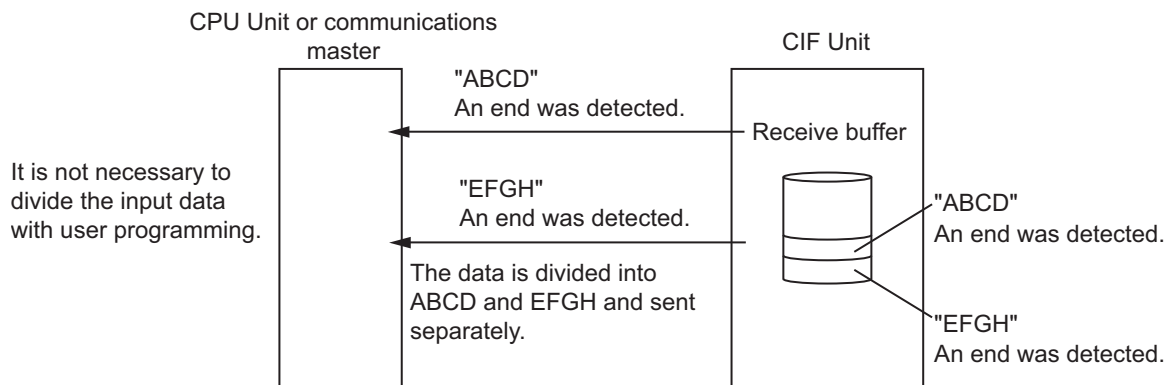 CPU Unit or communications
master
CIF Unit
"ABCD"
An end was detected.
Receive buffer
It is not necessary to
divide the input data
with user programming.
"EFGH"
An end was detected.
"ABCD"
An end was detected.
The data is divided into
ABCD and EFGH and sent
separately.
"EFGH"
An end was detected.